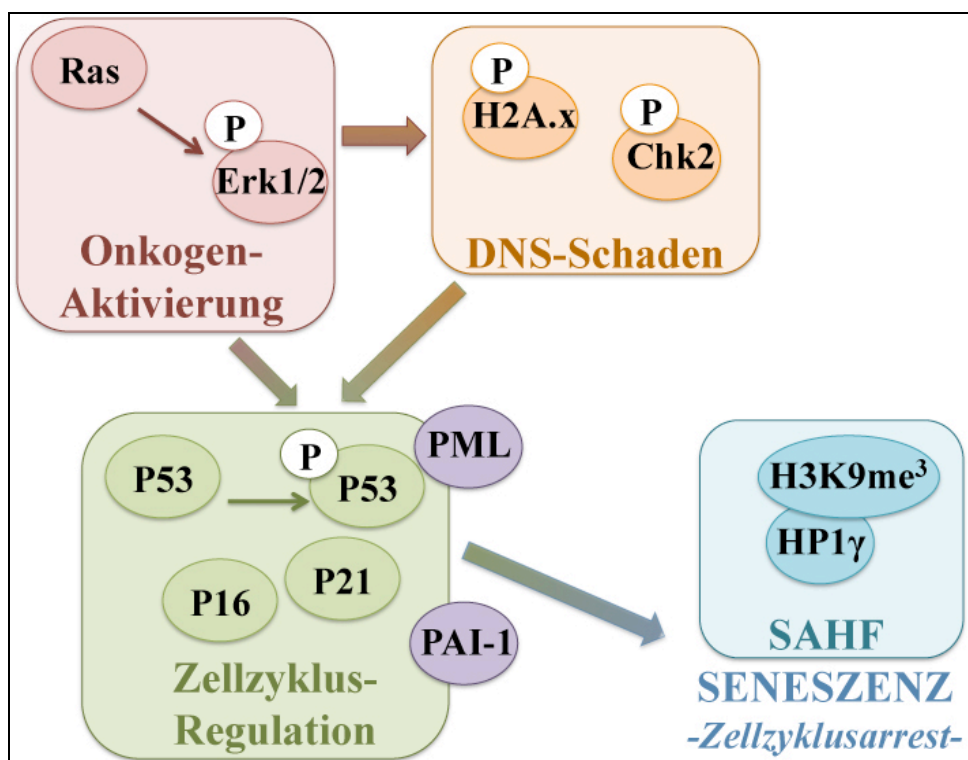 Ras
P
Erk1/2
Onkogen-
Aktivierung
P
H2A.x
P
Chk2
DNS-Schaden
P53
P
P53
PML
P16
P21
PAI-1
Zellzyklus-
Regulation
H3K9me³
HP1γ
SAHF
SENESZENZ
-Zellzyklusarrest-